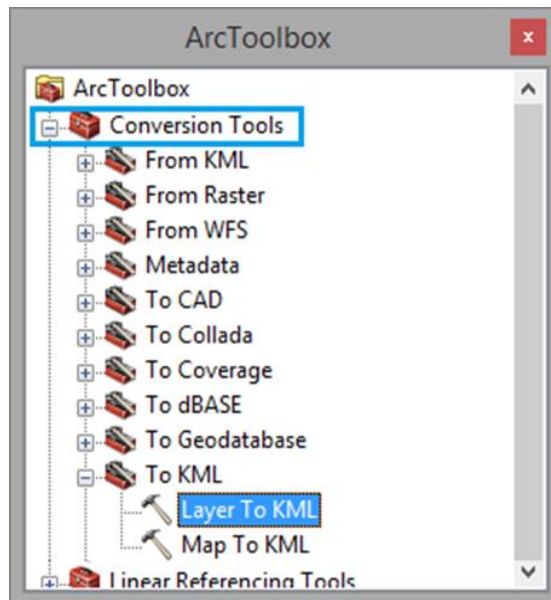 ArcToolbox
x
ArcToolbox
Conversion Tools
From KML
From Raster
From WFS
Metadata
To CAD
To Collada
To Coverage
To dBASE
To Geodatabase
To KML
Layer To KML
Map To KML
Linear Referencing Tools